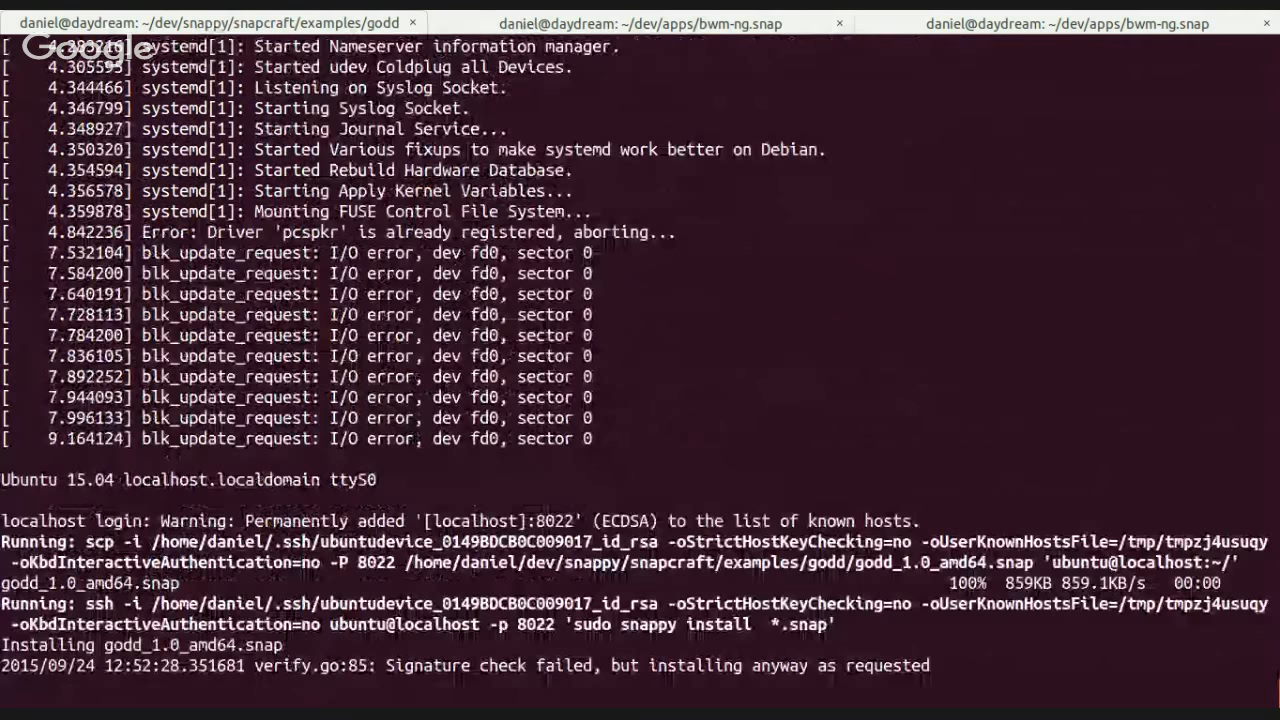 daniel@daydream: ~/dev/snappy/snapcraft/examples/godd × daniel@daydream: ~/dev/apps/bwm-ng.snap × daniel@daydream: ~/dev/apps/bwm-ng.snap ×
Google
[    4.283216] systemd[1]: Started Nameserver information manager.
[    4.305595] systemd[1]: Started udev Coldplug all Devices.
[    4.344466] systemd[1]: Listening on Syslog Socket.
[    4.346799] systemd[1]: Starting Syslog Socket.
[    4.348927] systemd[1]: Starting Journal Service...
[    4.350320] systemd[1]: Started Various fixups to make systemd work better on Debian.
[    4.354594] systemd[1]: Started Rebuild Hardware Database.
[    4.356578] systemd[1]: Starting Apply Kernel Variables...
[    4.359878] systemd[1]: Mounting FUSE Control File System...
[    4.842236] Error: Driver 'pcspkr' is already registered, aborting...
[    7.532104] blk_update_request: I/O error, dev fd0, sector 0
[    7.584200] blk_update_request: I/O error, dev fd0, sector 0
[    7.640191] blk_update_request: I/O error, dev fd0, sector 0
[    7.728113] blk_update_request: I/O error, dev fd0, sector 0
[    7.784200] blk_update_request: I/O error, dev fd0, sector 0
[    7.836105] blk_update_request: I/O error, dev fd0, sector 0
[    7.892252] blk_update_request: I/O error, dev fd0, sector 0
[    7.944093] blk_update_request: I/O error, dev fd0, sector 0
[    7.996133] blk_update_request: I/O error, dev fd0, sector 0
[    9.164124] blk_update_request: I/O error, dev fd0, sector 0
Ubuntu 15.04 localhost.localdomain ttyS0
localhost login: Warning: Permanently added '[localhost]:8022' (ECDSA) to the list of known hosts.
Running: scp -i /home/daniel/.ssh/ubuntudevice_0149BDCB0C009017_id_rsa -oStrictHostKeyChecking=no -oUserKnownHostsFile=/tmp/tmpzj4usuqy
-oKbdInteractiveAuthentication=no -P 8022 /home/daniel/dev/snappy/snapcraft/examples/godd/godd_1.0_amd64.snap 'ubuntu@localhost:~/'
godd_1.0_amd64.snap 100% 859KB 859.1KB/s 00:00
Running: ssh -i /home/daniel/.ssh/ubuntudevice_0149BDCB0C009017_id_rsa -oStrictHostKeyChecking=no -oUserKnownHostsFile=/tmp/tmpzj4usuqy
-oKbdInteractiveAuthentication=no ubuntu@localhost -p 8022 'sudo snappy install  *.snap'
Installing godd_1.0_amd64.snap
2015/09/24 12:52:28.351681 verify.go:85: Signature check failed, but installing anyway as requested